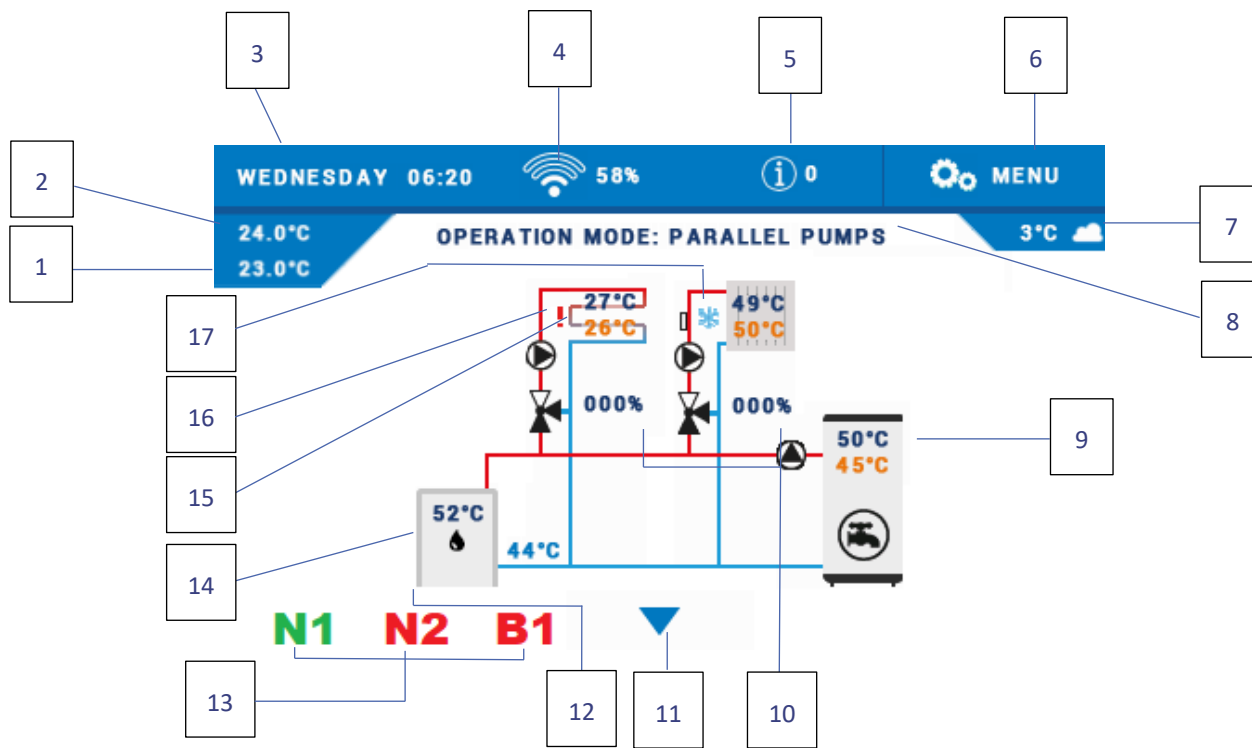 3
4
5
6
2
WEDNESDAY 06:20
58%
i 0
MENU
1
24.0°C
OPERATION MODE: PARALLEL PUMPS
3°C
7
23.0°C
17
27°C
49°C
8
26°C
50°C
16
000%
000%
50°C
9
15
45°C
52°C
14
44°C
N1 N2 B1
13
12
11
10